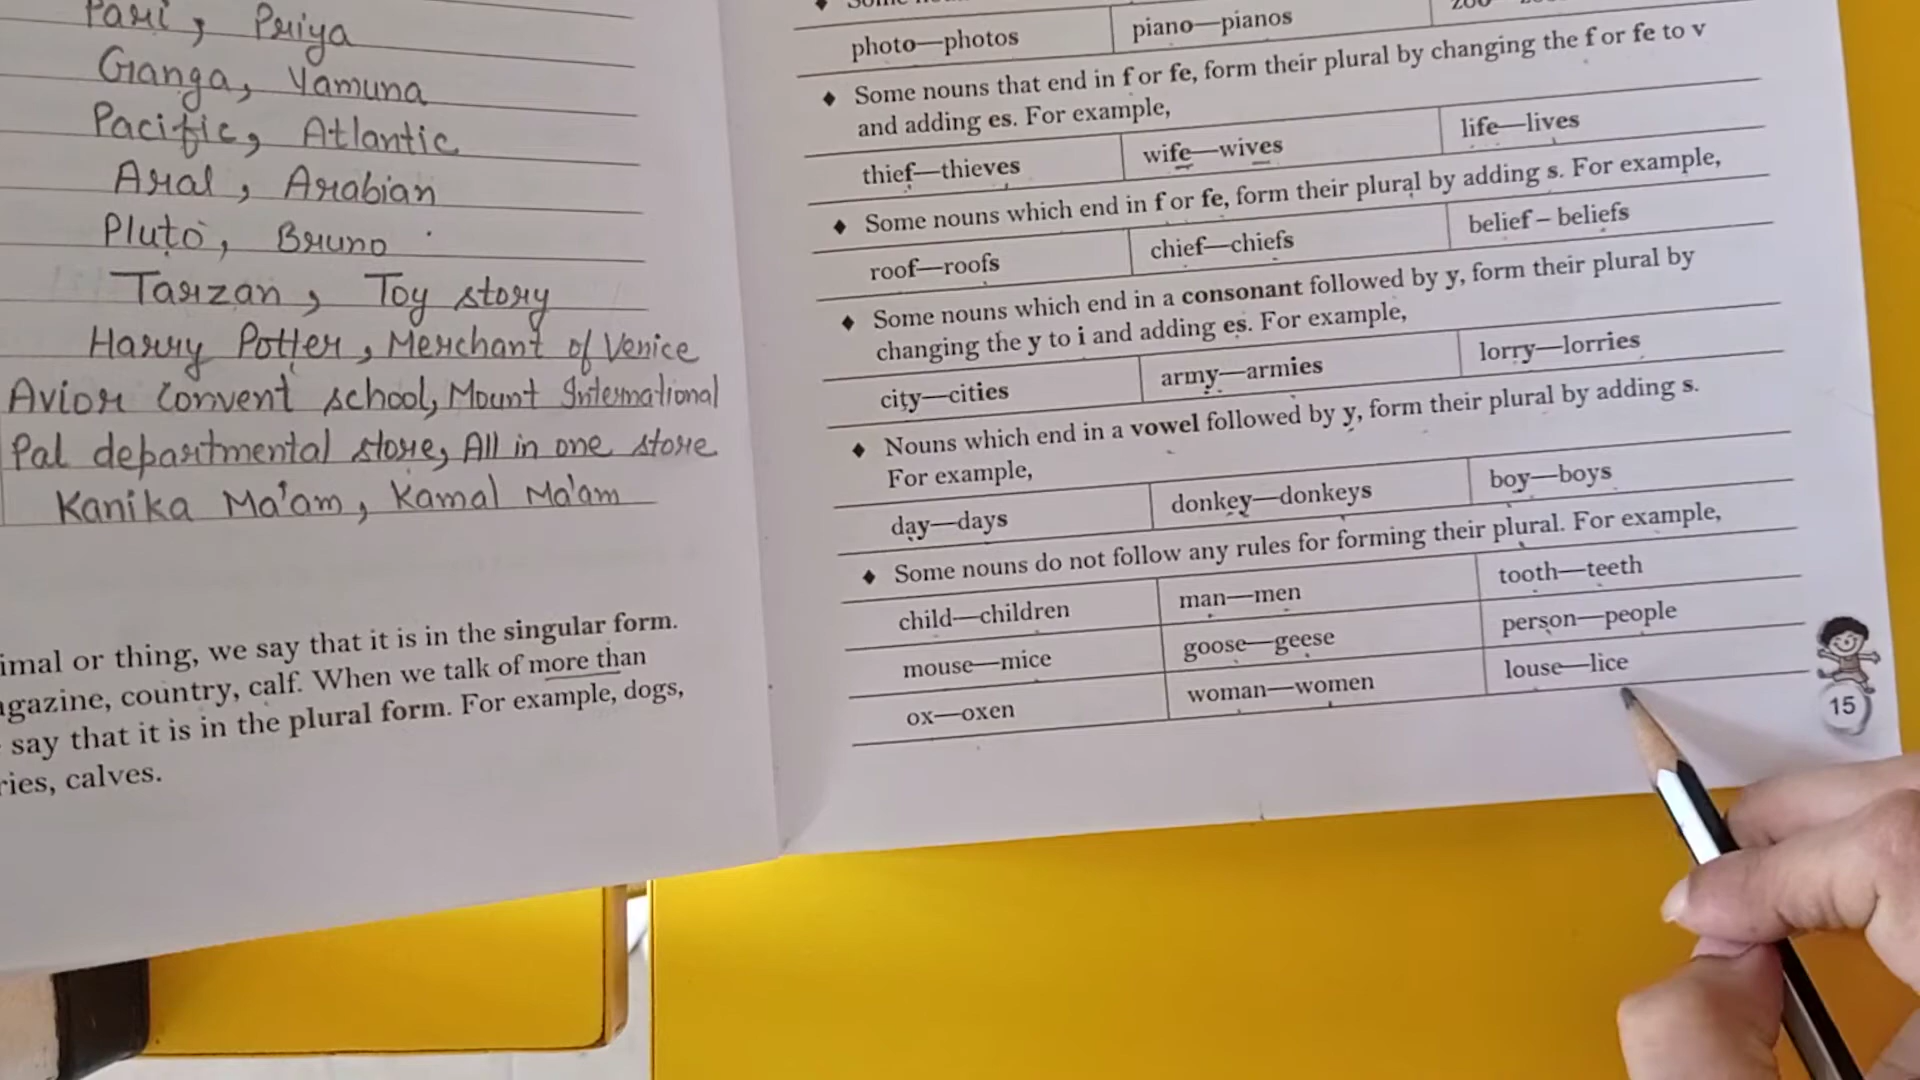 Pari, Priya
Ganga, Yamuna
Pacific, Atlantic
Aral, Arabian
Pluto, Bruno
Tarzan, Toy story
Harry Potter, Merchant of Venice
Avior Convent school, Mount International
Pal departmental store, All in one store
Kanika Ma'am, Kamal Ma'am
imal or thing, we say that it is in the singular form.
agazine, country, calf. When we talk of more than
say that it is in the plural form. For example, dogs,
ries, calves.
photo—photos piano—pianos
♦ Some nouns that end in f or fe, form their plural by changing the f or fe to v
and adding es. For example,
thief—thieves wife—wives life—lives
♦ Some nouns which end in f or fe, form their plural by adding s. For example,
roof—roofs chief—chiefs belief – beliefs
♦ Some nouns which end in a consonant followed by y, form their plural by
changing the y to i and adding es. For example,
city—cities army—armies lorry—lorries
♦ Nouns which end in a vowel followed by y, form their plural by adding s.
For example,
day—days donkey—donkeys boy—boys
♦ Some nouns do not follow any rules for forming their plural. For example,
child—children man—men tooth—teeth
mouse—mice goose—geese person—people
ox—oxen woman—women louse—lice
15